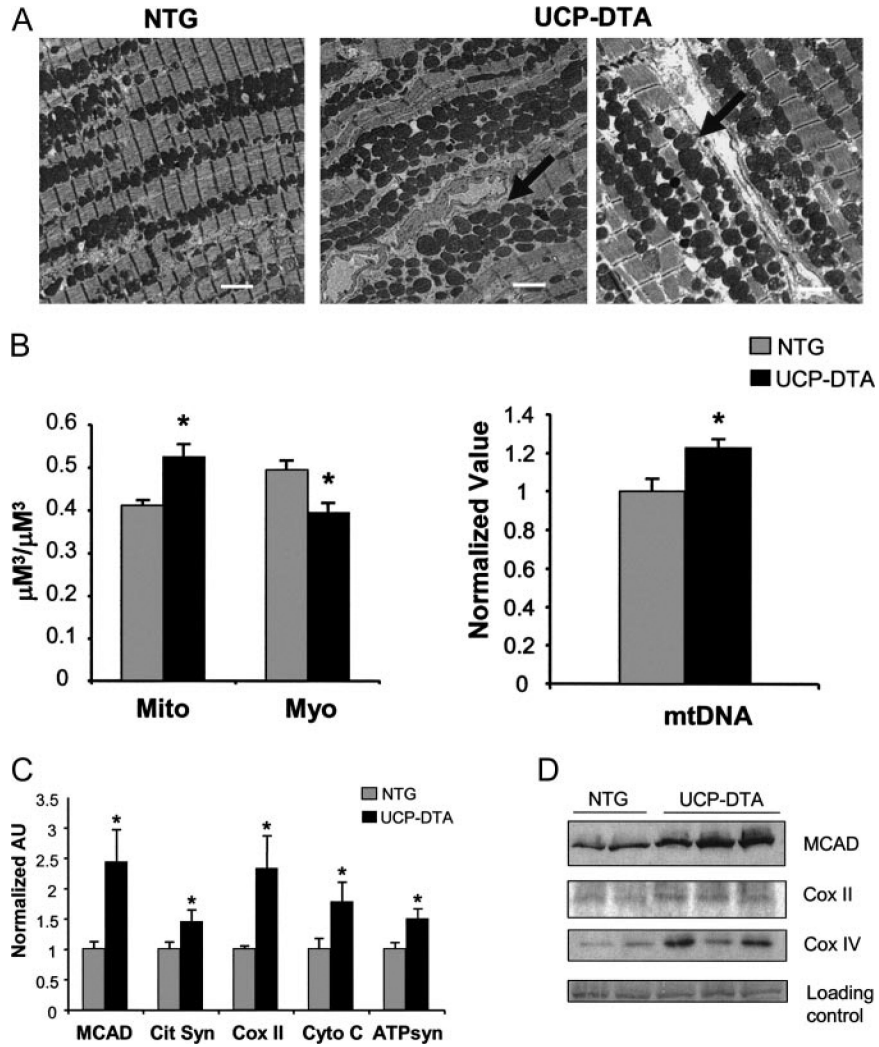 A
NTG
UCP-DTA
B
NTG
UCP-DTA
μM³/μM³
0.6
0.5
0.4
0.3
0.2
0.1
0
*
*
Mito
Myo
Normalized Value
1.4
1.2
1
0.8
0.6
0.4
0.2
0
*
mtDNA
C
NTG
UCP-DTA
Normalized AU
3.5
3
2.5
2
1.5
1
0.5
0
*
*
*
*
*
MCAD
Cit Syn
Cox II
Cyto C
ATPsyn
D
NTG
UCP-DTA
MCAD
Cox II
Cox IV
Loading
control